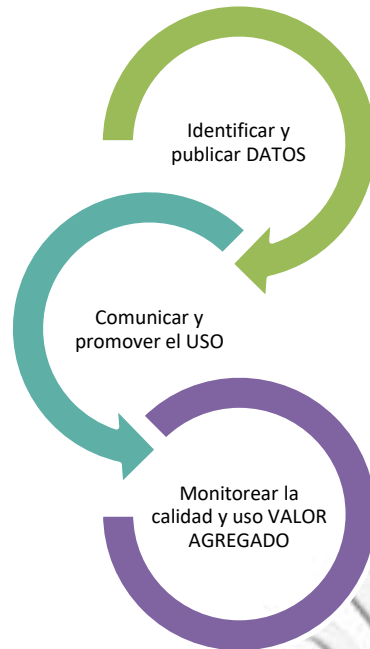 Identificar y
publicar DATOS
Comunicar y
promover el USO
Monitorear la
calidad y uso VALOR
AGREGADO